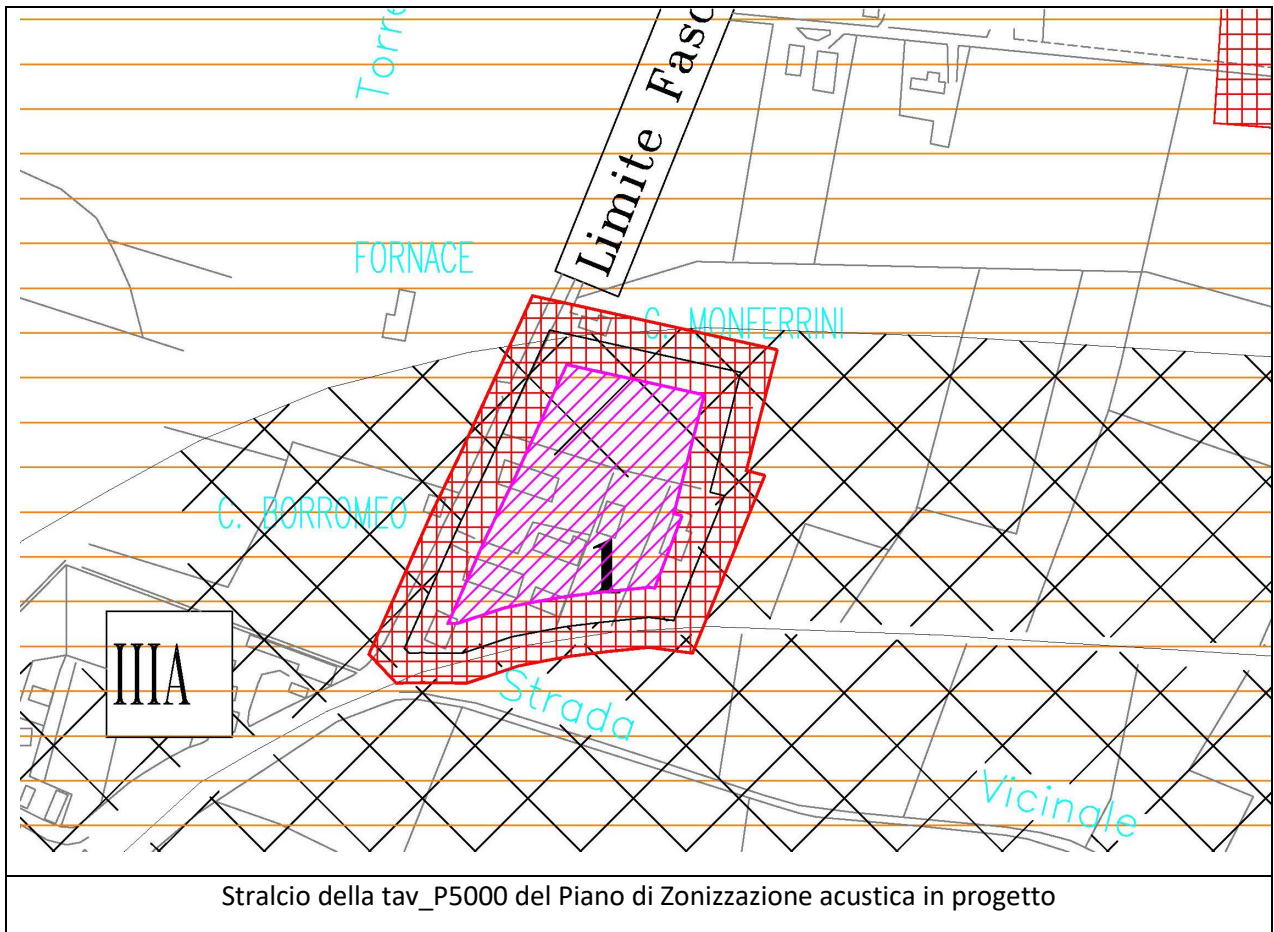 Torre
Limite Fasc
FORNACE
C. MONFERRINI
C. BORROMEO
1
IIIA
Strada
Vicinale
Stralcio della tav_P5000 del Piano di Zonizzazione acustica in progetto